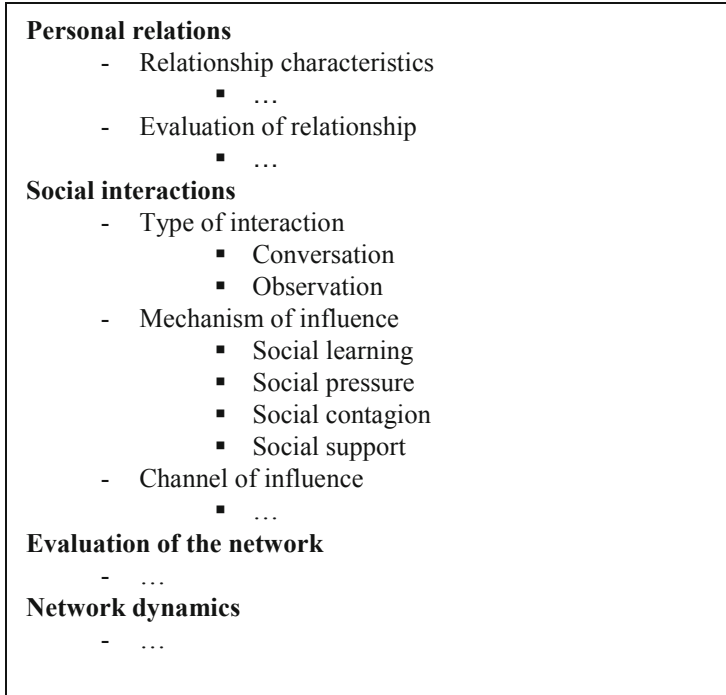 Personal relations
- Relationship characteristics
▪ …
- Evaluation of relationship
▪ …
Social interactions
- Type of interaction
▪ Conversation
▪ Observation
- Mechanism of influence
▪ Social learning
▪ Social pressure
▪ Social contagion
▪ Social support
- Channel of influence
▪ …
Evaluation of the network
- …
Network dynamics
- …